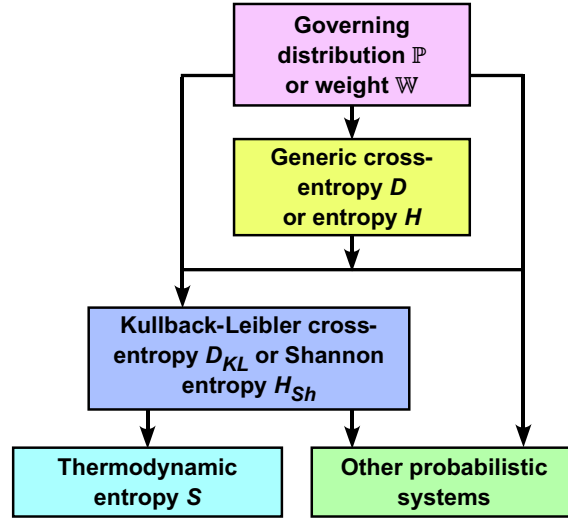 Governing
distribution ℙ
or weight 𝕎
Generic cross-
entropy D
or entropy H
Kullback-Leibler cross-
entropy D_KL or Shannon
entropy H_Sh
Thermodynamic
entropy S
Other probabilistic
systems